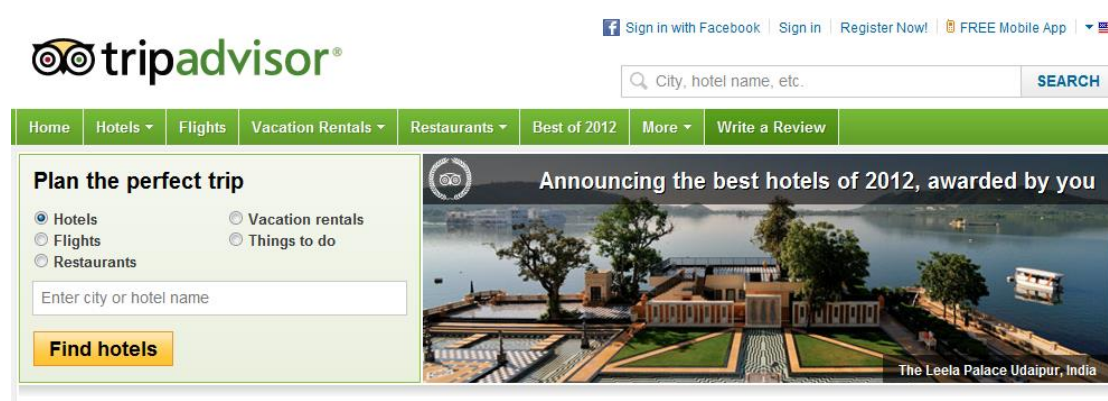 Sign in with Facebook Sign in Register Now! FREE Mobile App
tripadvisor®
City, hotel name, etc. SEARCH
Home Hotels Flights Vacation Rentals Restaurants Best of 2012 More Write a Review
Plan the perfect trip
Hotels Vacation rentals
Flights Things to do
Restaurants
Enter city or hotel name
Find hotels
Announcing the best hotels of 2012, awarded by you
The Leela Palace Udaipur, India